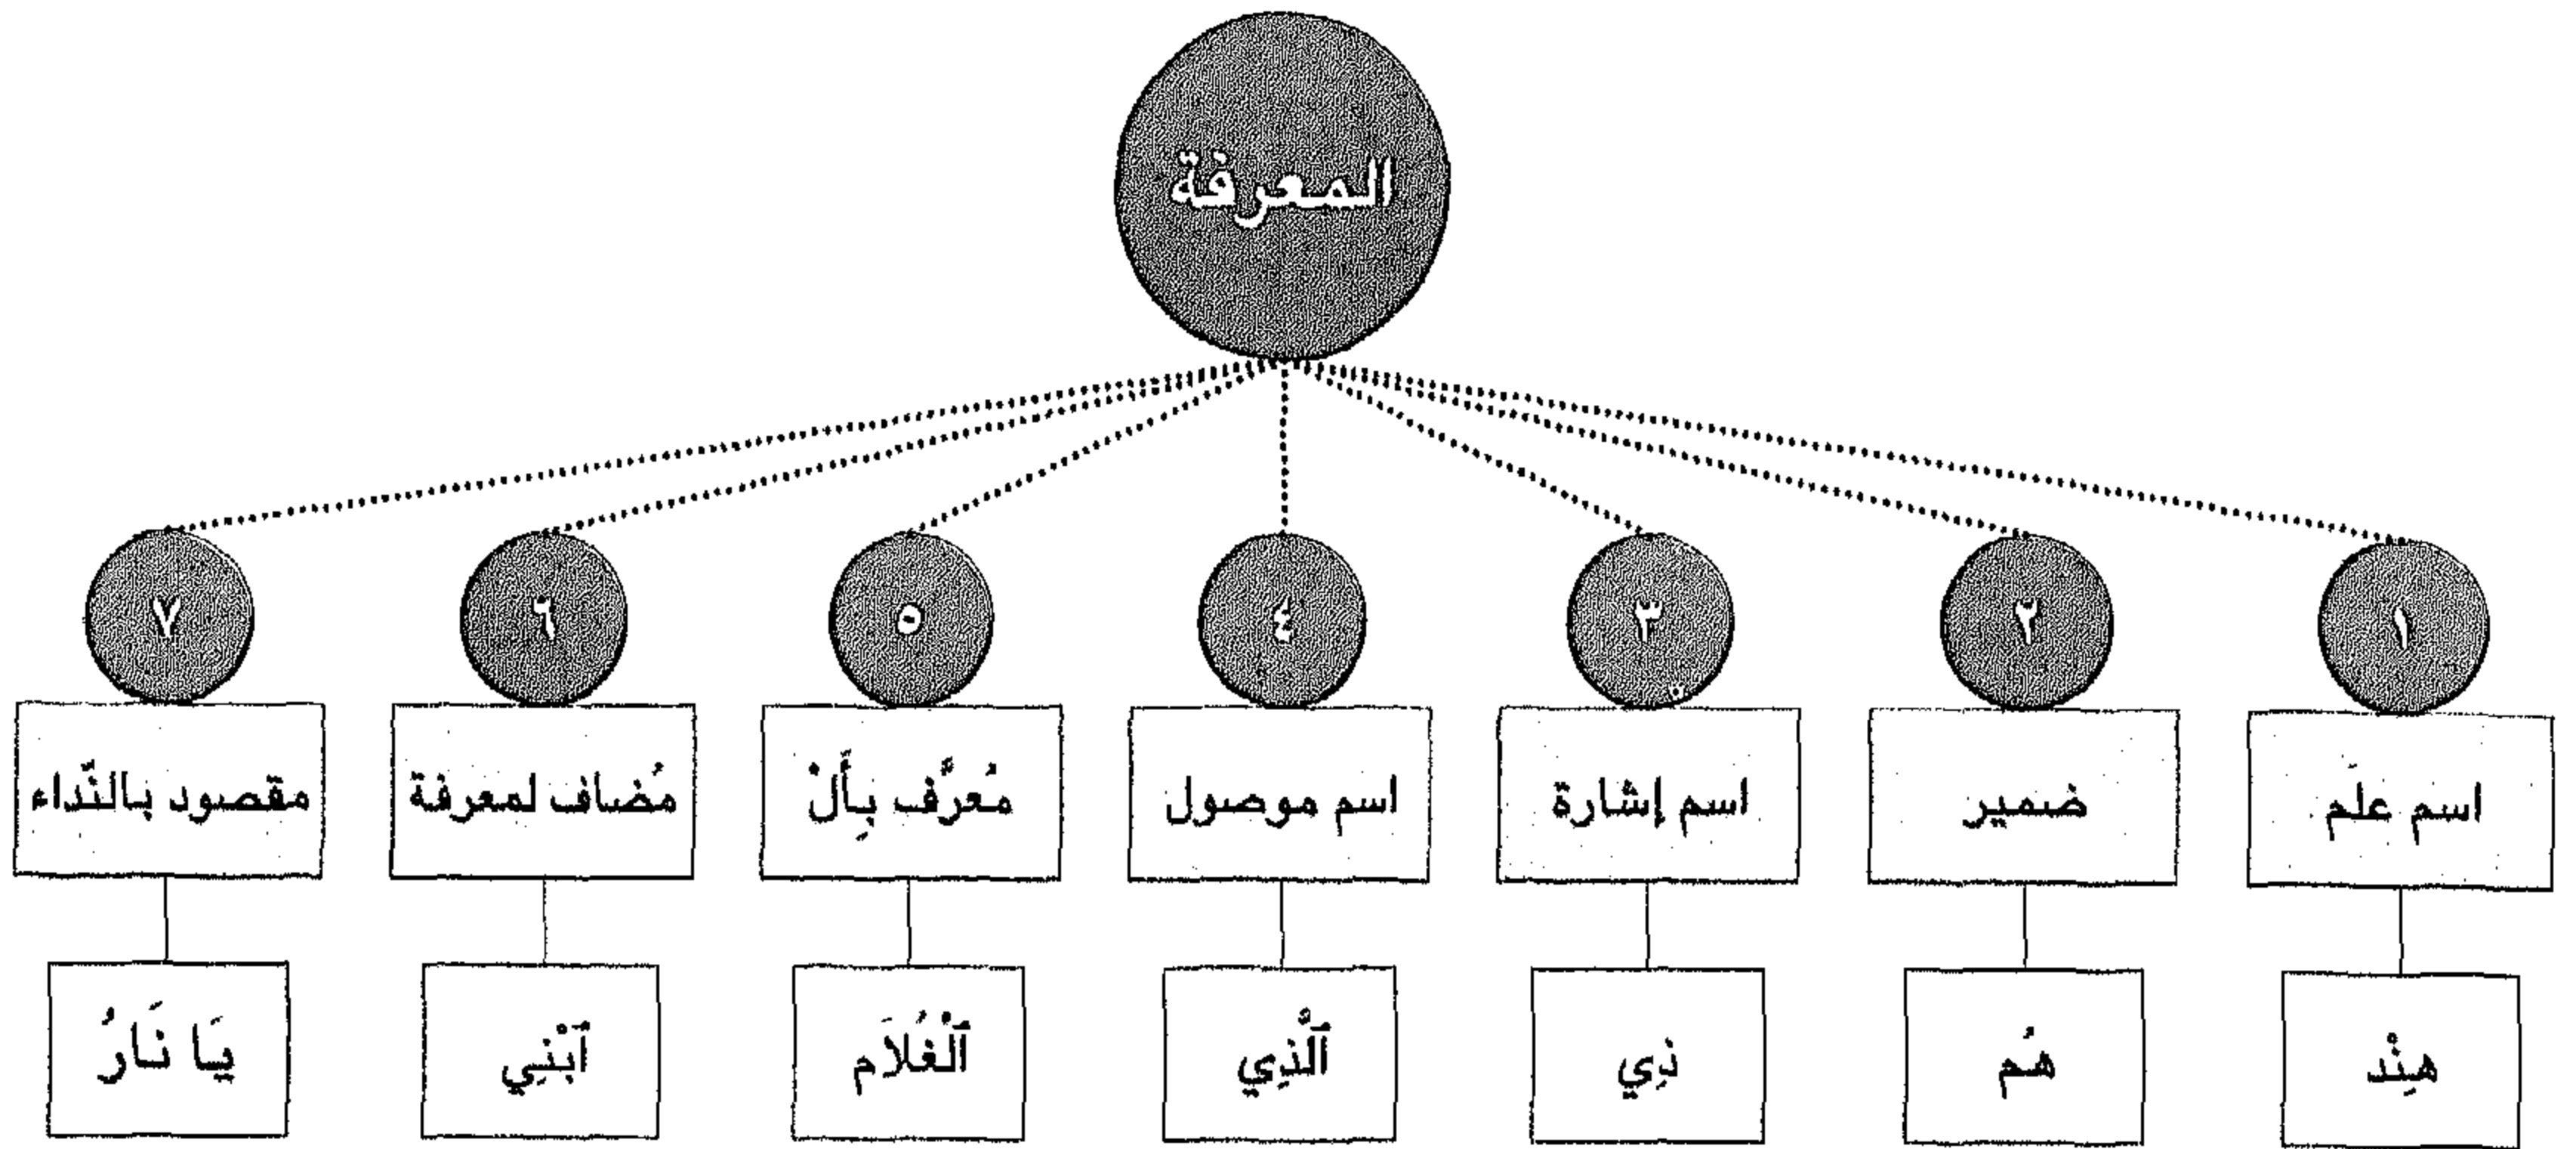 المعرفة
١
٢
٣
٤
٥
٦
٧
اسم علَم
ضمير
اسم إشارة
اسم موصول
مُعرَّف بِأَلْ
مُضاف لمعرفة
مقصود بالنّداء
هِنْد
هُم
ذِي
ٱلَّذِي
ٱلْغُلَام
ٱبْنِي
يَا نَارُ